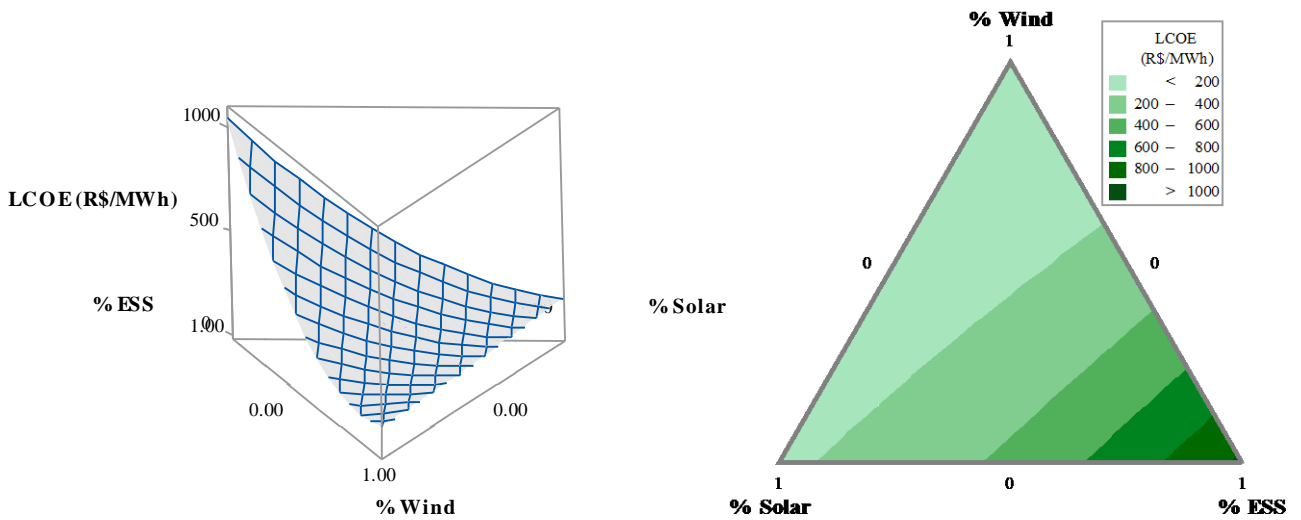 1000
LCOE (R$/MWh)
500
% ESS
1.00
0.00
0.00
1.00
% Wind
% Solar
% Wind
1
LCOE
(R$/MWh)
< 200
200 – 400
400 – 600
600 – 800
800 – 1000
> 1000
0
0
1
0
1
% Solar
% ESS